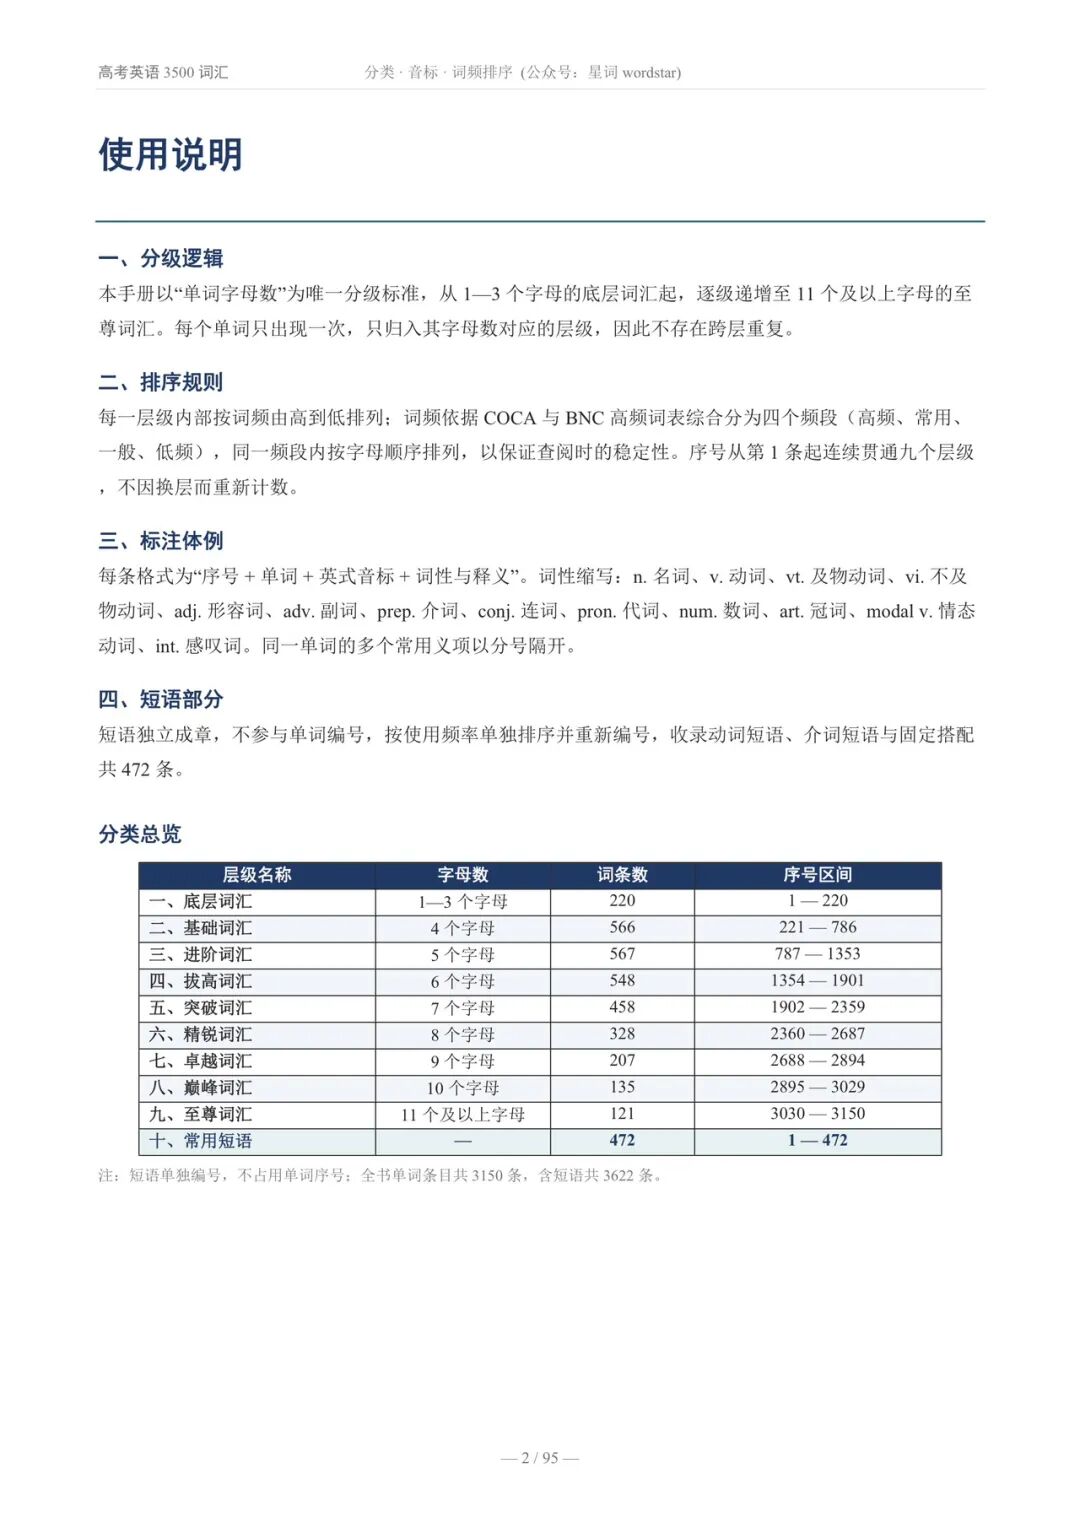 高考英语 3500 词汇
分类 · 音标 · 词频排序 (公众号：星词 wordstar)
使用说明
一、分级逻辑
本手册以“单词字母数”为唯一分级标准，从 1—3 个字母的底层词汇起，逐级递增至 11 个及以上字母的至
尊词汇。每个单词只出现一次，只归入其字母数对应的层级，因此不存在跨层重复。
二、排序规则
每一层级内部按词频由高到低排列；词频依据 COCA 与 BNC 高频词表综合分为四个频段（高频、常用、
一般、低频），同一频段内按字母顺序排列，以保证查阅时的稳定性。序号从第 1 条起连续贯通九个层级
，不因换层而重新计数。
三、标注体例
每条格式为“序号 + 单词 + 英式音标 + 词性与释义”。词性缩写：n. 名词、v. 动词、vt. 及物动词、vi. 不及
物动词、adj. 形容词、adv. 副词、prep. 介词、conj. 连词、pron. 代词、num. 数词、art. 冠词、modal v. 情态
动词、int. 感叹词。同一单词的多个常用义项以分号隔开。
四、短语部分
短语独立成章，不参与单词编号，按使用频率单独排序并重新编号，收录动词短语、介词短语与固定搭配
共 472 条。
分类总览
层级名称 字母数 词条数 序号区间
一、底层词汇 1—3 个字母 220 1 — 220
二、基础词汇 4 个字母 566 221 — 786
三、进阶词汇 5 个字母 567 787 — 1353
四、拔高词汇 6 个字母 548 1354 — 1901
五、突破词汇 7 个字母 458 1902 — 2359
六、精锐词汇 8 个字母 328 2360 — 2687
七、卓越词汇 9 个字母 207 2688 — 2894
八、巅峰词汇 10 个字母 135 2895 — 3029
九、至尊词汇 11 个及以上字母 121 3030 — 3150
十、常用短语 — 472 1 — 472
注：短语单独编号，不占用单词序号；全书单词条目共 3150 条，含短语共 3622 条。
— 2 / 95 —